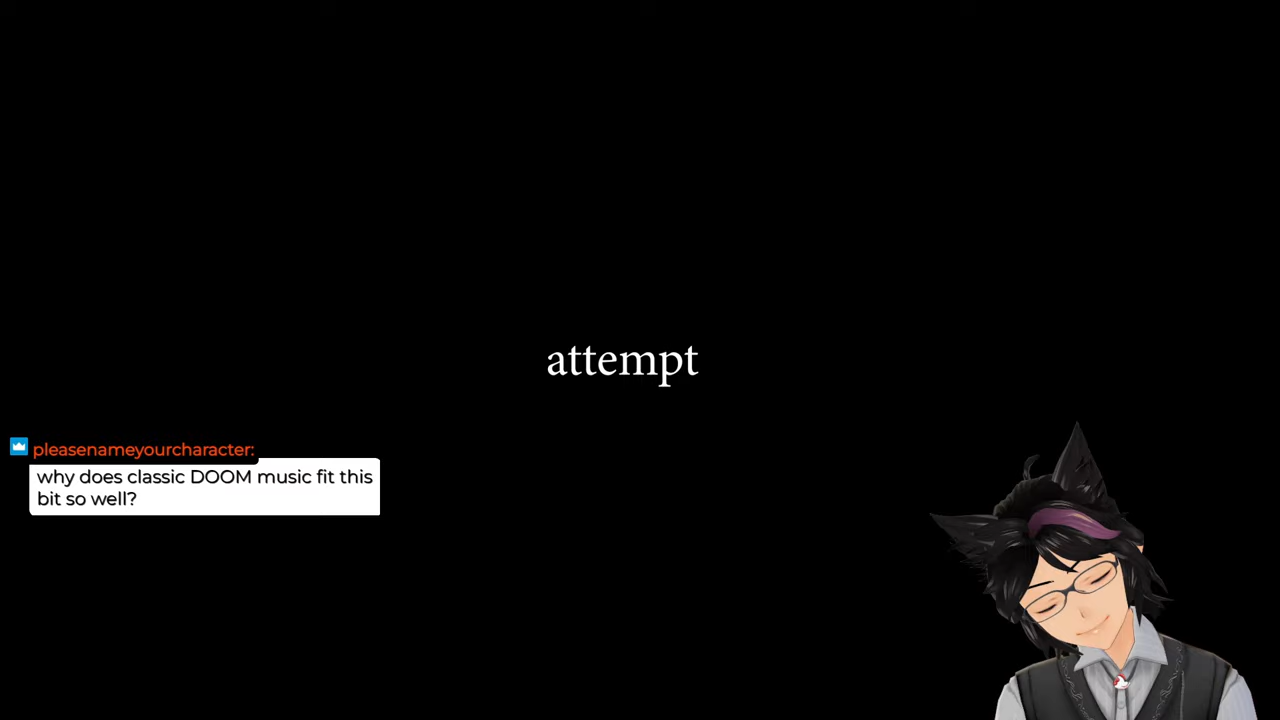 attempt
pleasenameyourcharacter:
why does classic DOOM music fit this
bit so well?